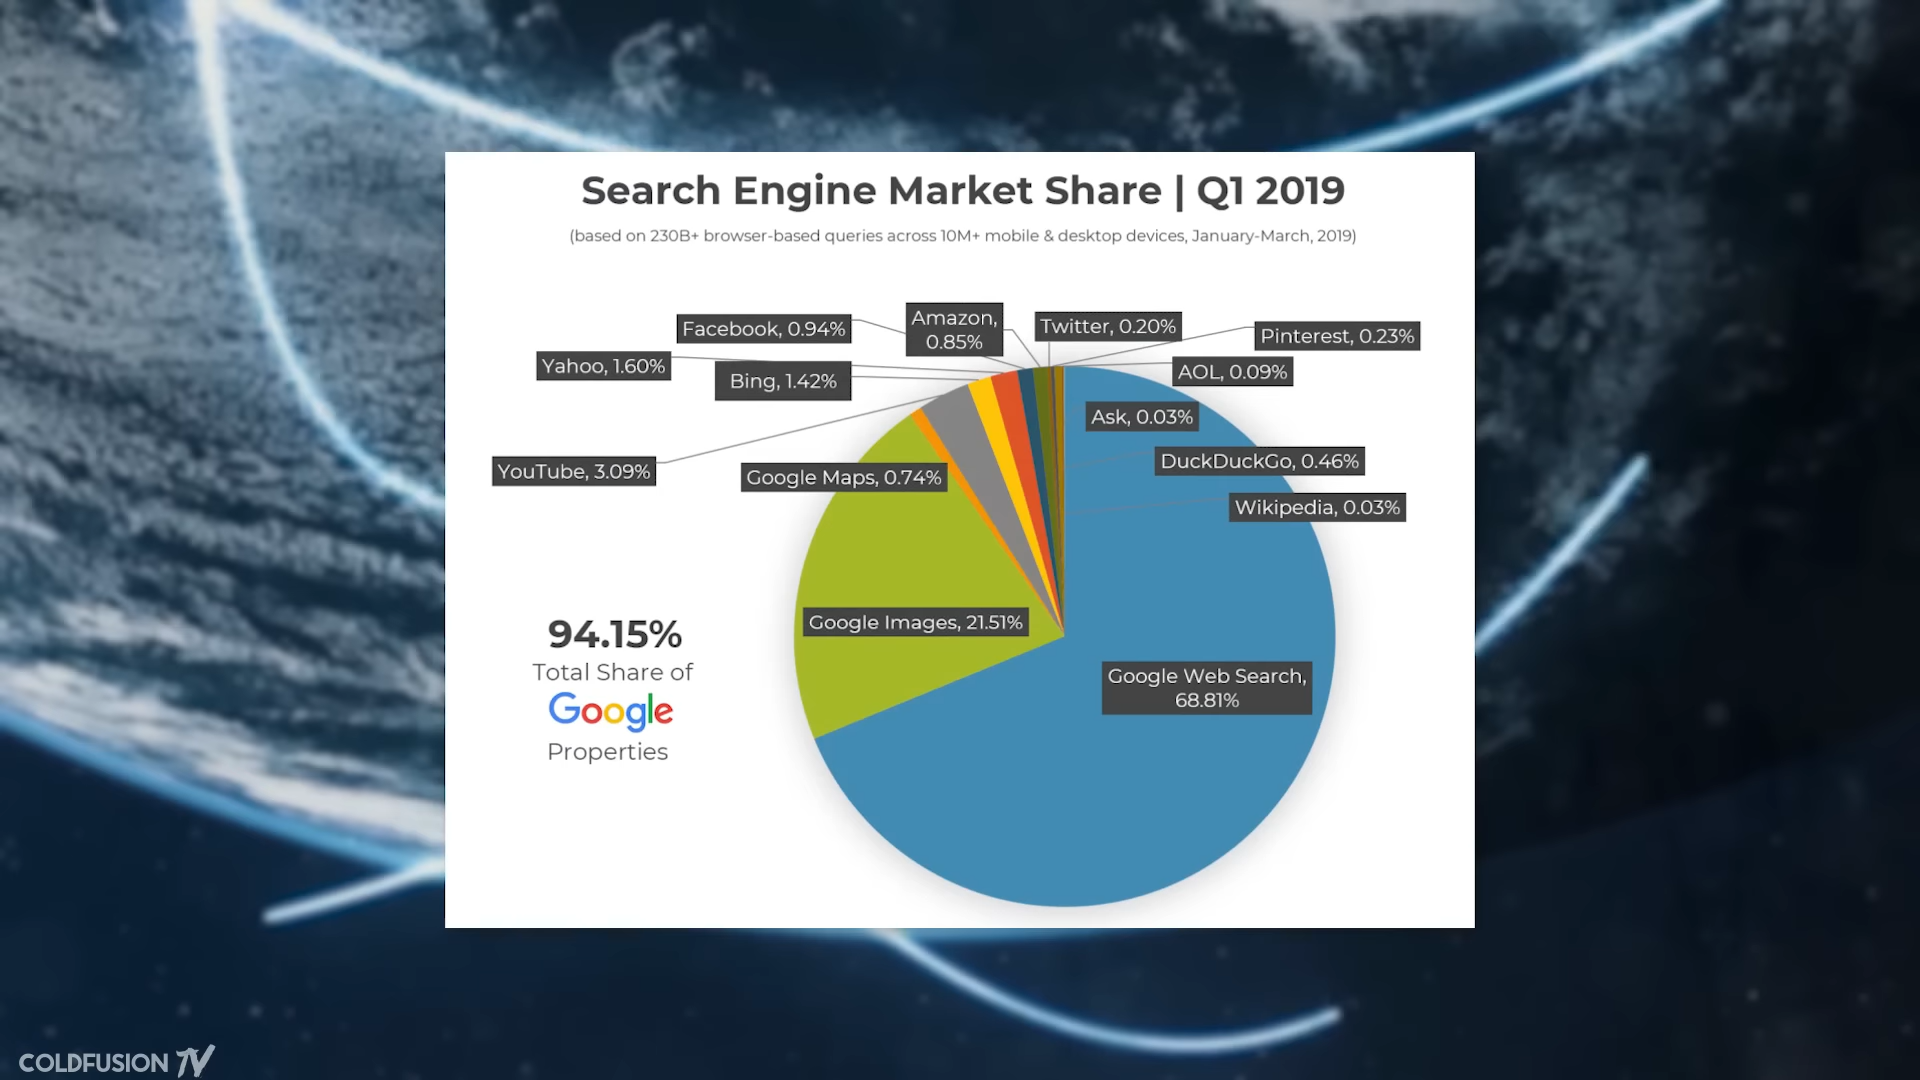 Search Engine Market Share | Q1 2019
(based on 230B+ browser-based queries across 10M+ mobile & desktop devices, January-March, 2019)
Facebook, 0.94%
Amazon,
0.85%
Twitter, 0.20%
Pinterest, 0.23%
Yahoo, 1.60%
Bing, 1.42%
AOL, 0.09%
Ask, 0.03%
YouTube, 3.09%
Google Maps, 0.74%
DuckDuckGo, 0.46%
Wikipedia, 0.03%
Google Images, 21.51%
94.15%
Total Share of
Google
Properties
Google Web Search,
68.81%
COLDFUSION TV